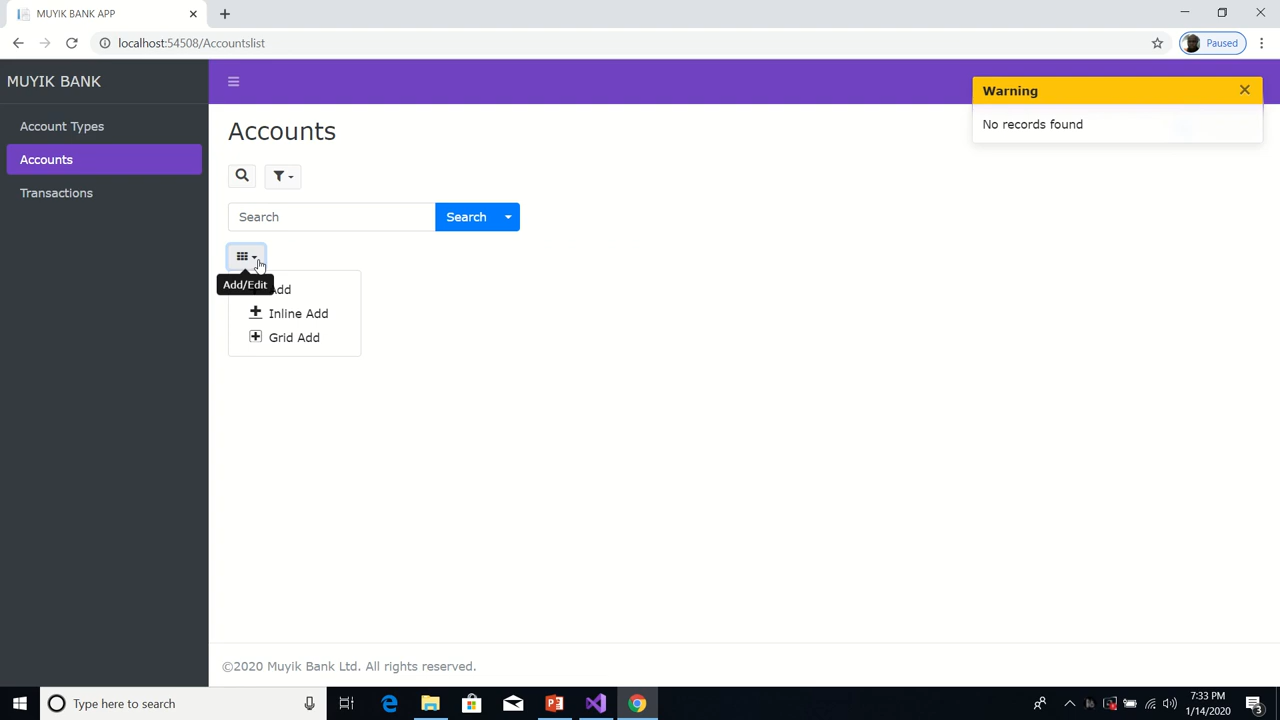 MUYIK BANK APP
localhost:54508/Accountslist
Paused
MUYIK BANK
Account Types
Accounts
Transactions
Warning
No records found
Accounts
Search
Search
Add/Edit
Add
Inline Add
Grid Add
©2020 Muyik Bank Ltd. All rights reserved.
Type here to search
7:33 PM
1/14/2020
3